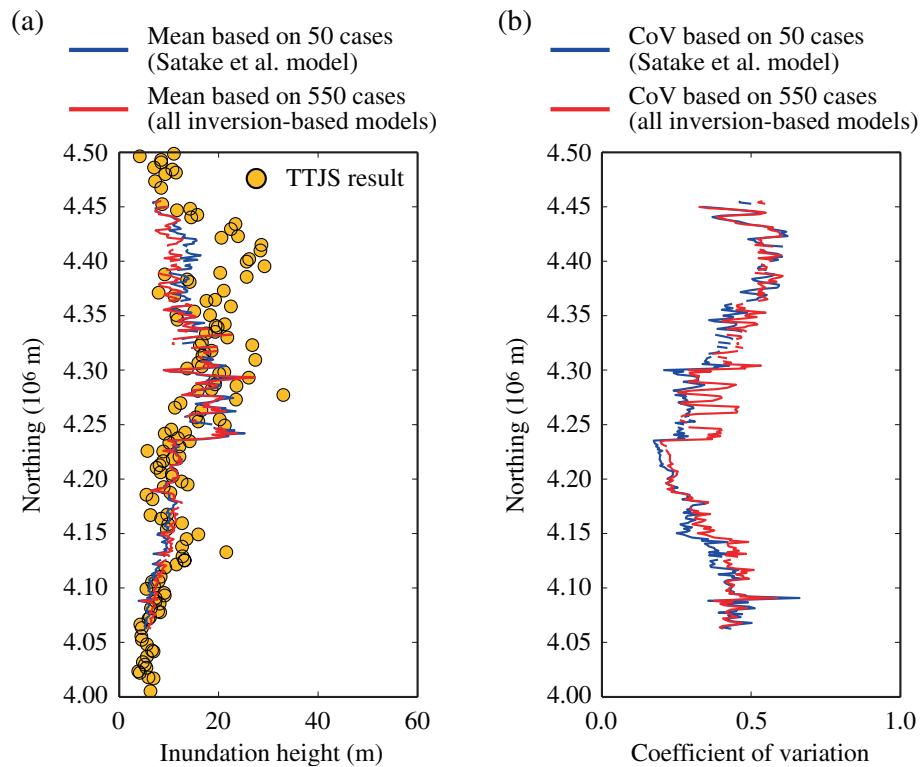 (a)
Mean based on 50 cases
(Satake et al. model)
Mean based on 550 cases
(all inversion-based models)
4.50
4.45
4.40
4.35
4.30
4.25
4.20
4.15
4.10
4.05
4.00
Northing (10⁶ m)
TTJS result
0
20
40
60
Inundation height (m)
(b)
CoV based on 50 cases
(Satake et al. model)
CoV based on 550 cases
(all inversion-based models)
4.50
4.45
4.40
4.35
4.30
4.25
4.20
4.15
4.10
4.05
4.00
Northing (10⁶ m)
0.0
0.5
1.0
Coefficient of variation